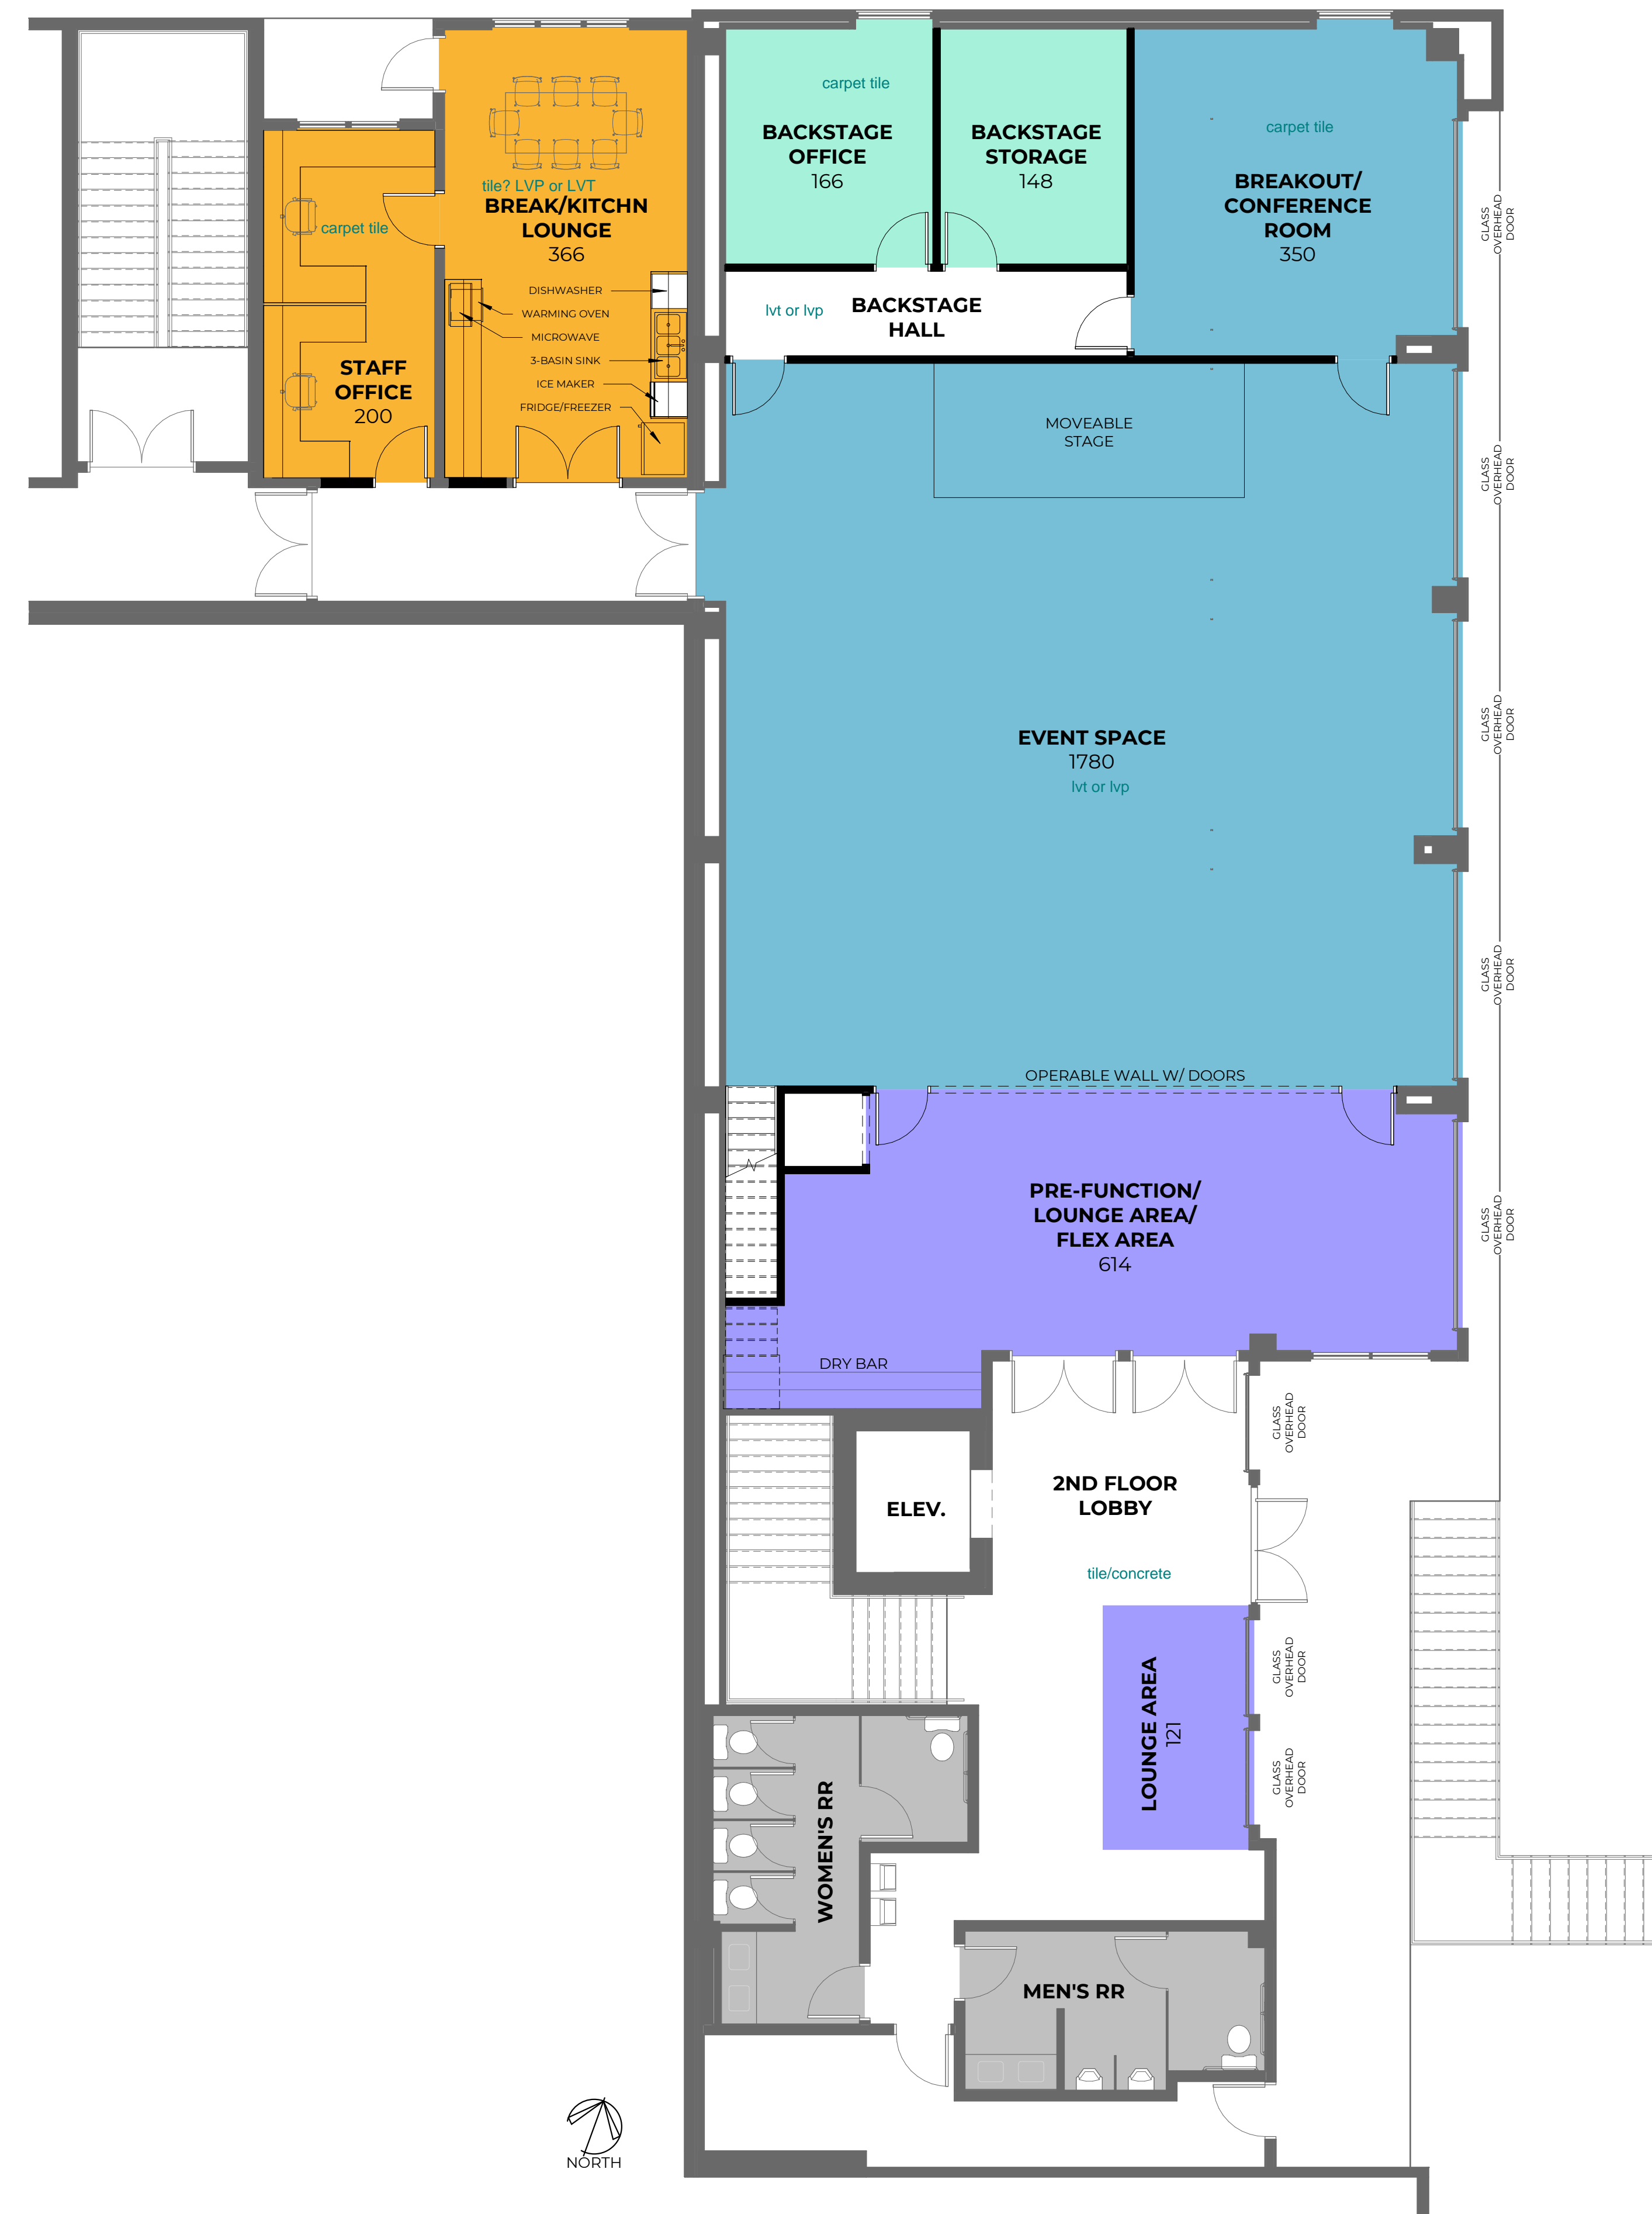 carpet tile
BACKSTAGE
OFFICE
166
BACKSTAGE
STORAGE
148
carpet tile
BREAKOUT/
CONFERENCE
ROOM
350
GLASS
OVERHEAD
DOOR
tile? LVP or LVT
BREAK/KITCHN
LOUNGE
366
carpet tile
DISHWASHER
WARMING OVEN
MICROWAVE
3-BASIN SINK
ICE MAKER
FRIDGE/FREEZER
STAFF
OFFICE
200
lvt or lvp
BACKSTAGE
HALL
MOVEABLE
STAGE
GLASS
OVERHEAD
DOOR
EVENT SPACE
1780
lvt or lvp
GLASS
OVERHEAD
DOOR
GLASS
OVERHEAD
DOOR
OPERABLE WALL W/ DOORS
PRE-FUNCTION/
LOUNGE AREA/
FLEX AREA
614
GLASS
OVERHEAD
DOOR
DRY BAR
GLASS
OVERHEAD
DOOR
2ND FLOOR
LOBBY
ELEV.
tile/concrete
LOUNGE AREA
121
GLASS
OVERHEAD
DOOR
GLASS
OVERHEAD
DOOR
WOMEN'S RR
MEN'S RR
NORTH